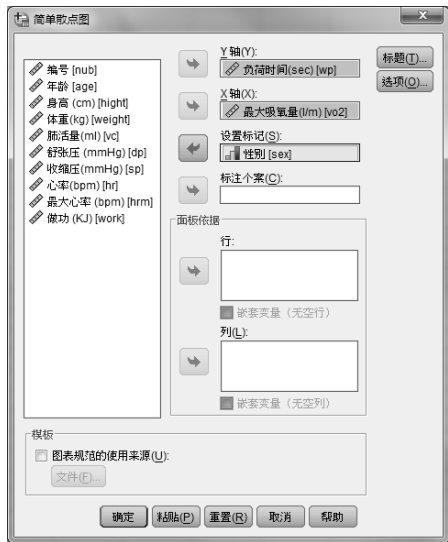 简单散点图
编号 [nub]
年龄 [age]
身高 (cm) [hight]
体重(kg) [weight]
肺活量(ml) [vc]
舒张压 (mmHg) [dp]
收缩压(mmHg) [sp]
心率(bpm) [hr]
最大心率 (bpm) [hrm]
做功 (KJ) [work]
Y 轴(Y):
负荷时间(sec) [wp]
X 轴(X):
最大吸氧量(l/m) [vo2]
设置标记(S):
性别 [sex]
标注个案(C):
标题(T)...
选项(O)...
面板依据
行:
嵌套变量（无空行）
列(L):
嵌套变量（无空列）
模板
图表规范的使用来源(U):
文件(F)...
确定 粘贴(P) 重置(R) 取消 帮助